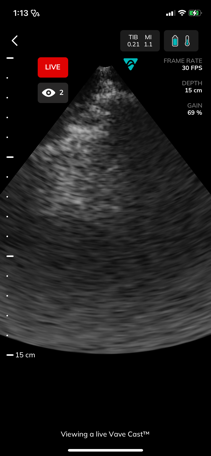 1:13
TIB MI
0.21 1.1
LIVE
FRAME RATE
30 FPS
2
DEPTH
15 cm
GAIN
69 %
15 cm
Viewing a live Vave Cast™